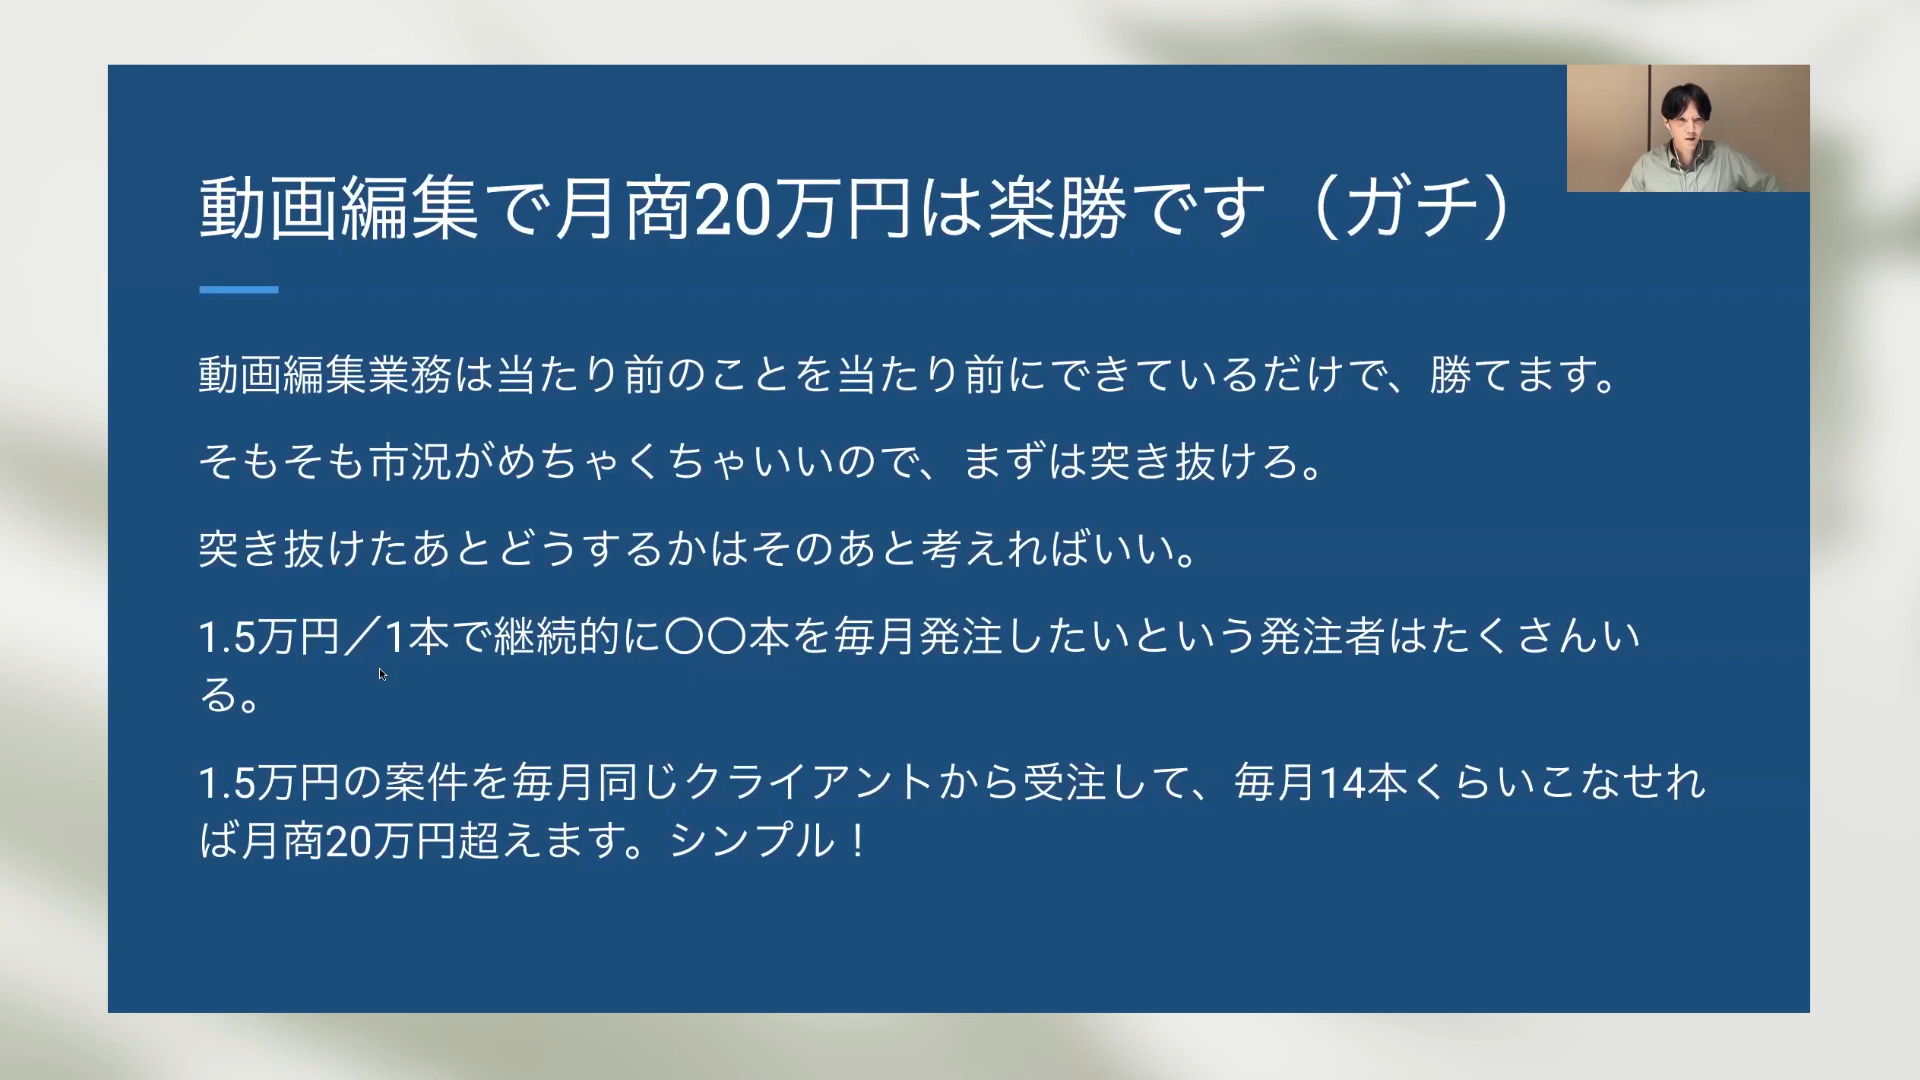 動画編集で月商20万円は楽勝です（ガチ）
動画編集業務は当たり前のことを当たり前にできているだけで、勝てます。
そもそも市況がめちゃくちゃいいので、まずは突き抜けろ。
突き抜けたあとどうするかはそのあと考えればいい。
1.5万円／1本で継続的に〇〇本を毎月発注したいという発注者はたくさんい
る。
1.5万円の案件を毎月同じクライアントから受注して、毎月14本くらいこなせれ
ば月商20万円超えます。シンプル！